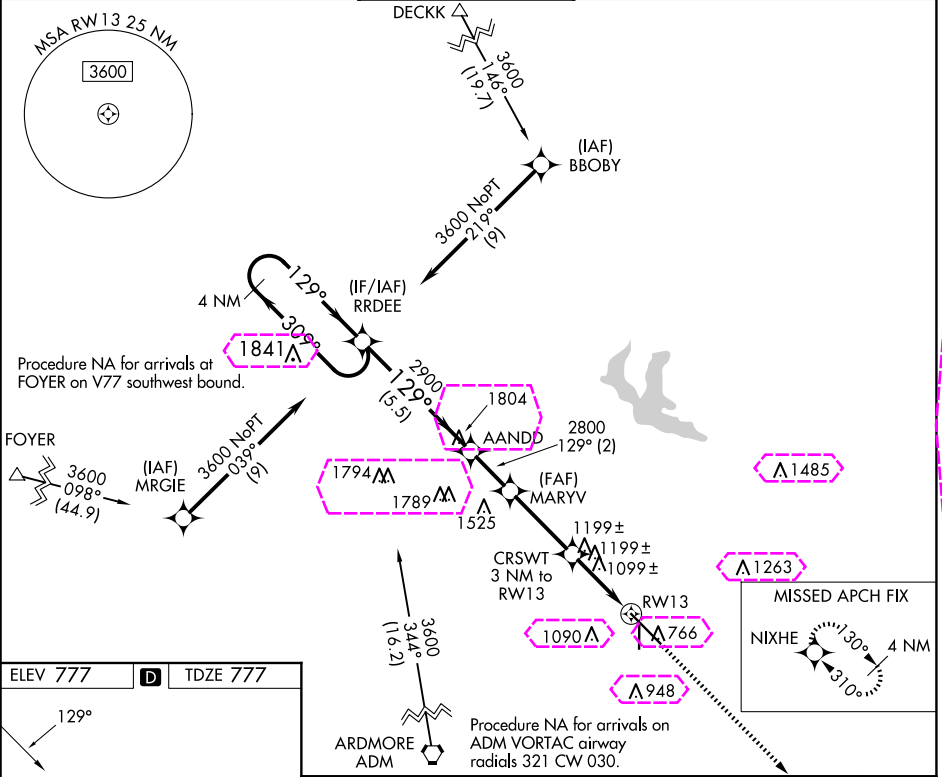 MSA RW13 25 NM
3600
DECKK
3600
146°
(19.7)
(IAF)
BBOBY
3600 NoPT
219°
(9)
(IF/IAF)
RRDEE
4 NM
129°
309°
1841
Procedure NA for arrivals at
FOYER on V77 southwest bound.
2900
129°
(5.5)
1804
AANDD
2800
129° (2)
FOYER
3600
098°
(44.9)
(IAF)
MRGIE
3600 NoPT
039°
(9)
1794
1789
1525
(FAF)
MARYV
1485
1199±
1199±
1099±
CRSWT
3 NM to
RW13
1263
RW13
1090
766
948
MISSED APCH FIX
NIXHE
130°
4 NM
310°
3600
344°
(16.2)
ARDMORE
ADM
Procedure NA for arrivals on
ADM VORTAC airway
radials 321 CW 030.
ELEV 777 D TDZE 777
129°